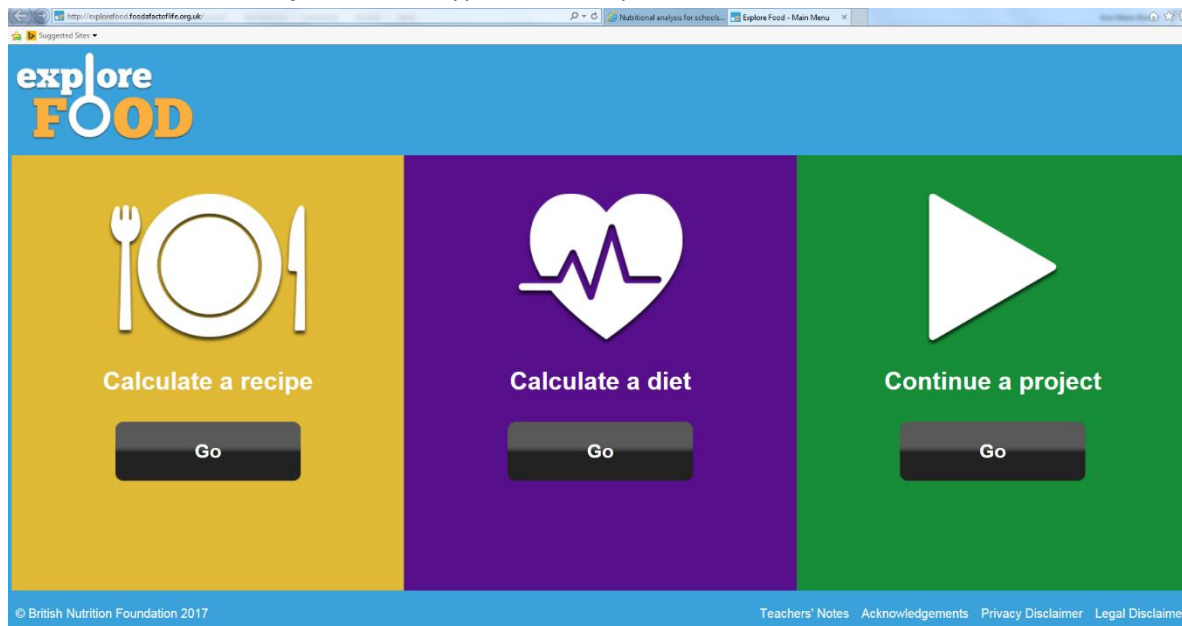 http://explorefood.foodafactoflife.org.uk/
Nutritional analysis for schools...
Explore Food - Main Menu
Suggested Sites
explore
FOOD
Calculate a recipe
Calculate a diet
Continue a project
Go
Go
Go
© British Nutrition Foundation 2017
Teachers' Notes Acknowledgements Privacy Disclaimer Legal Disclaime